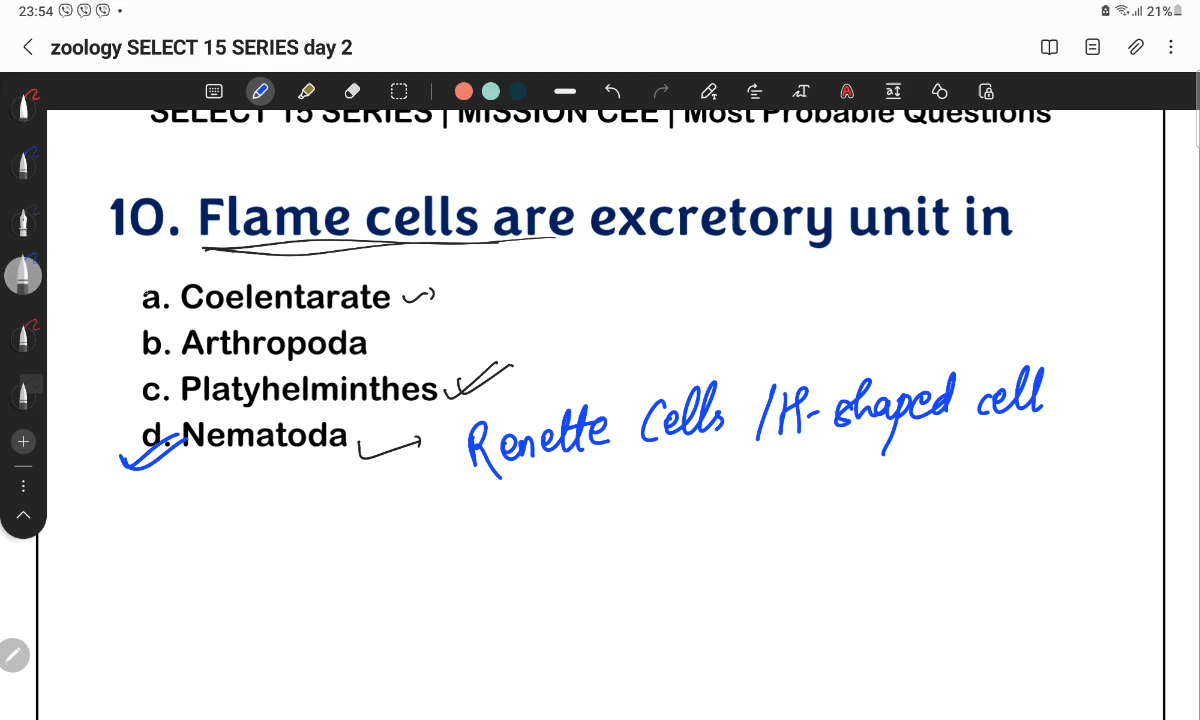 23:54
21%
zoology SELECT 15 SERIES day 2
SELECT 15 SERIES | MISSION CEE | Most Probable Questions
10. Flame cells are excretory unit in
a. Coelentarate
b. Arthropoda
c. Platyhelminthes
d. Nematoda
Renette Cells / H-shaped cell